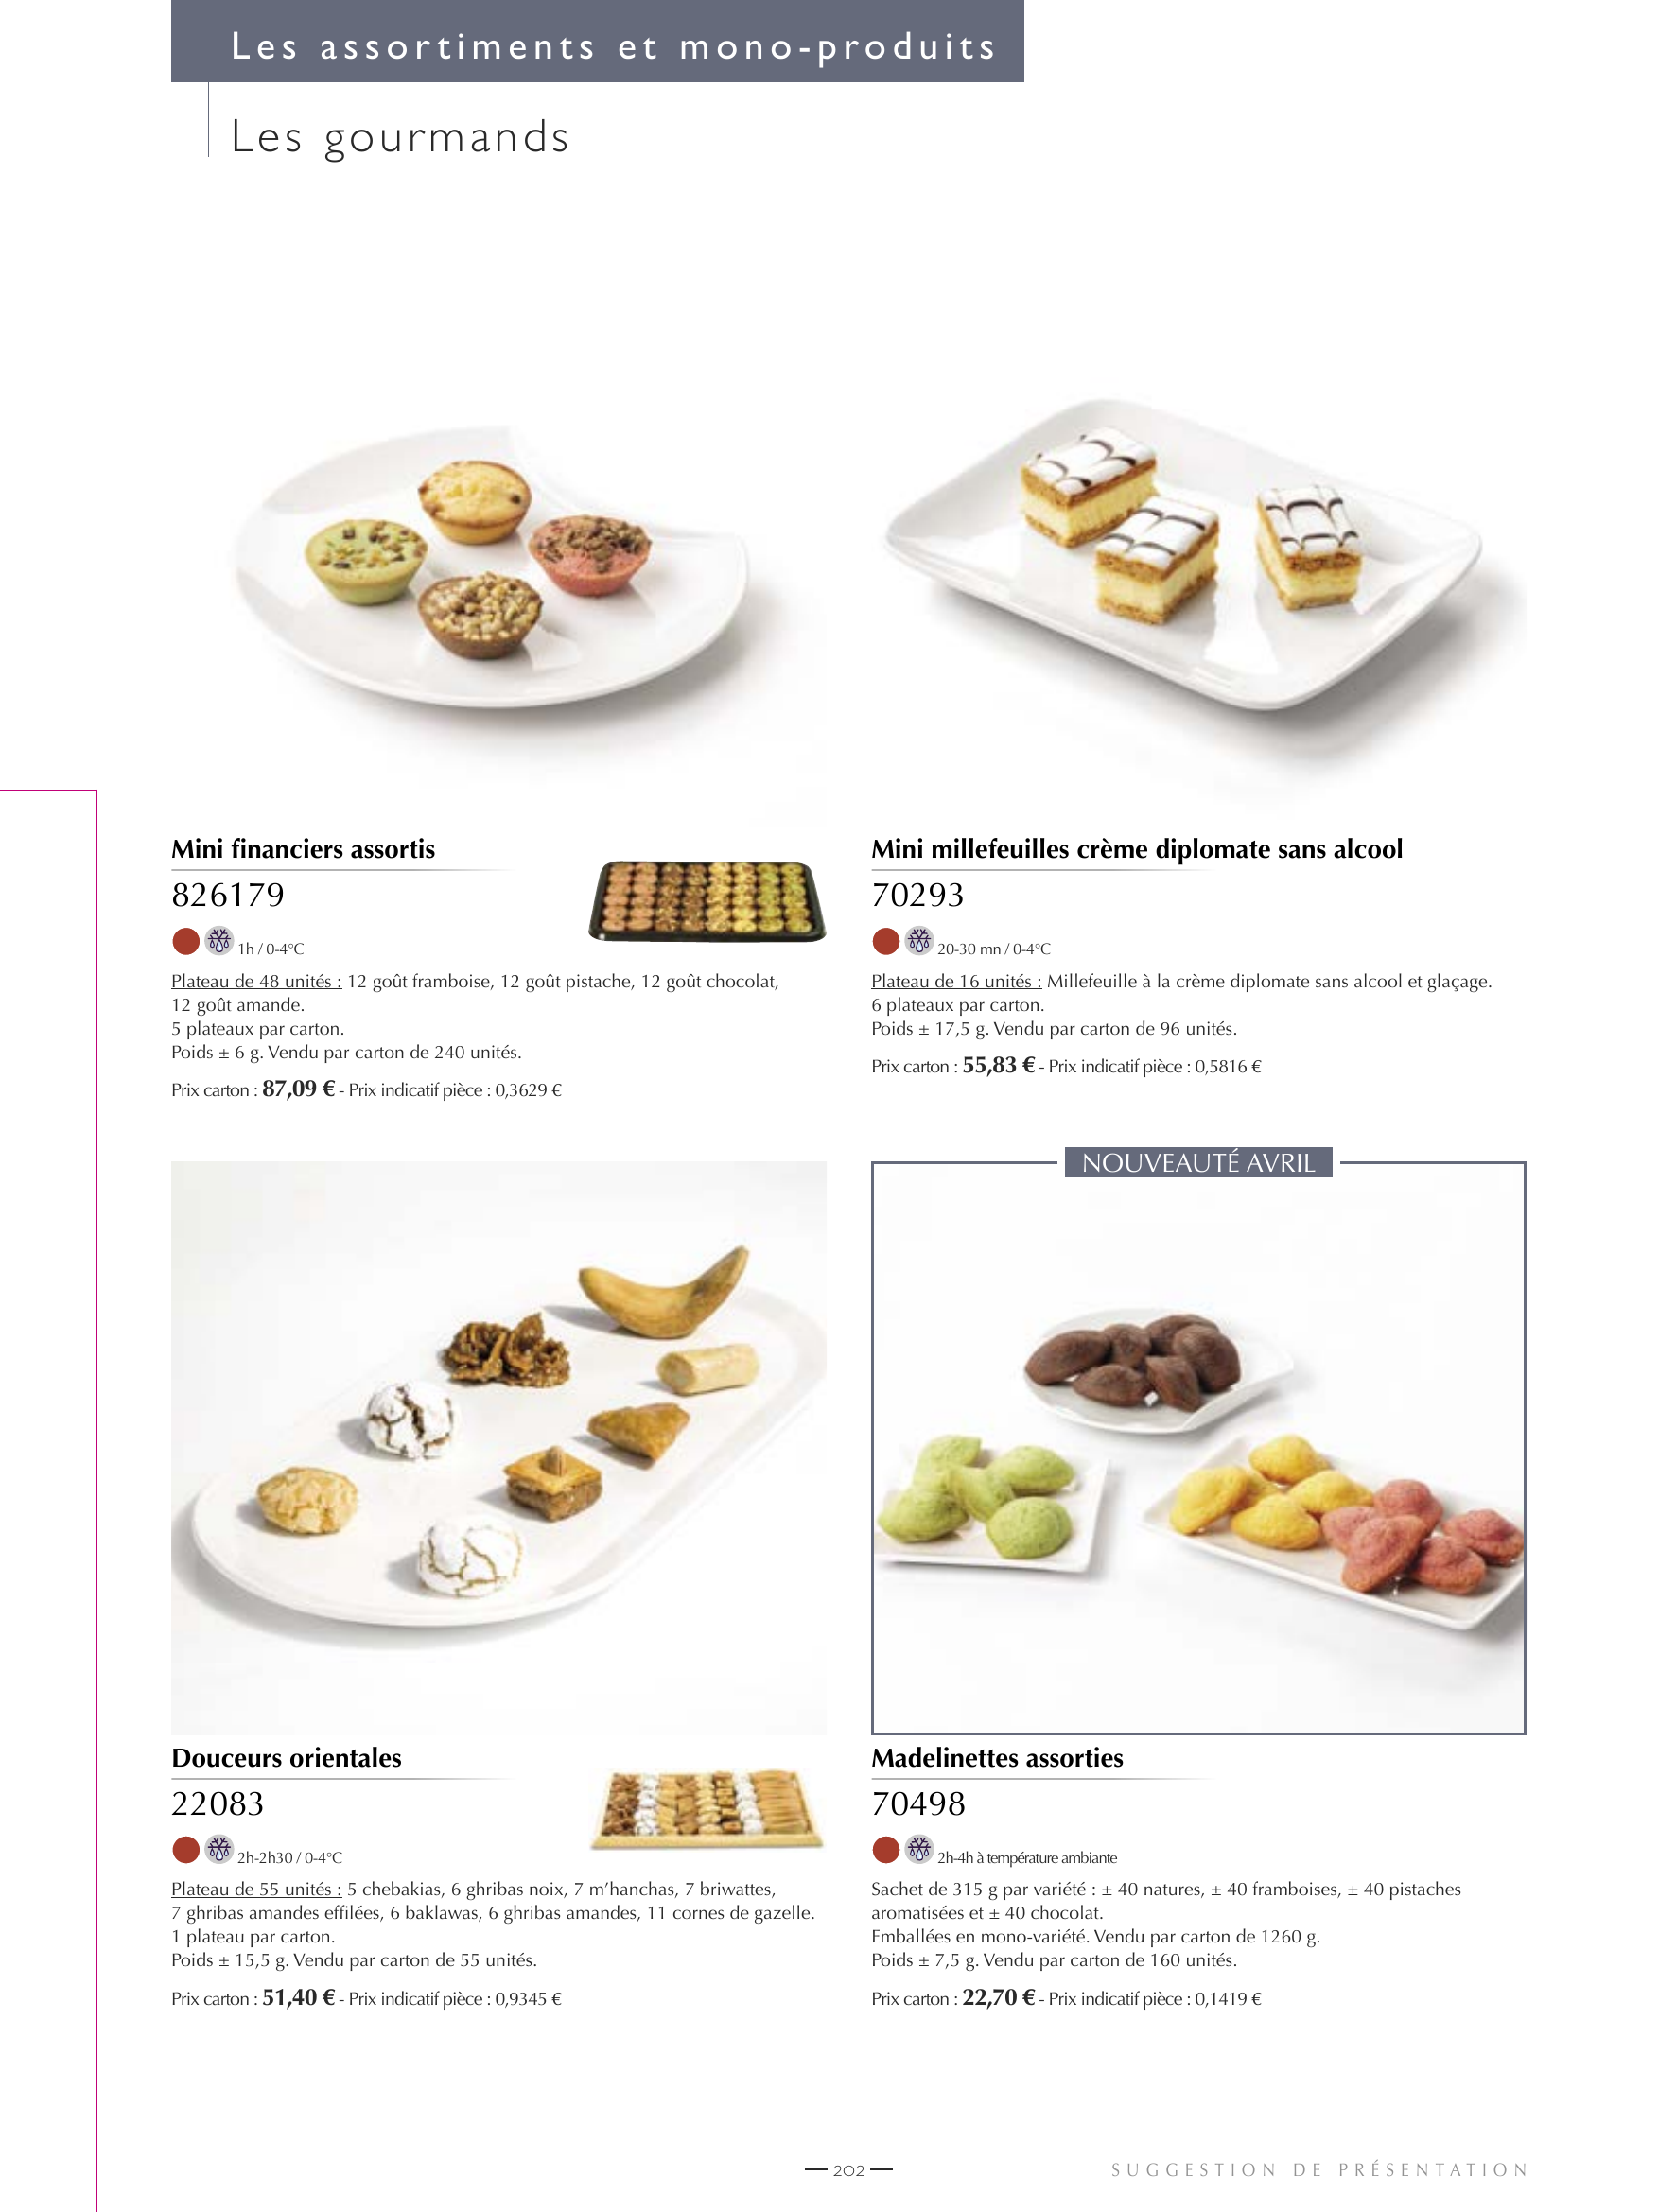 Les assortiments et mono-produits
Les gourmands
Mini financiers assortis
826179
1h / 0-4°C
Plateau de 48 unités : 12 goût framboise, 12 goût pistache, 12 goût chocolat,
12 goût amande.
5 plateaux par carton.
Poids ± 6 g. Vendu par carton de 240 unités.
Prix carton : 87,09 € - Prix indicatif pièce : 0,3629 €
Mini millefeuilles crème diplomate sans alcool
70293
20-30 mn / 0-4°C
Plateau de 16 unités : Millefeuille à la crème diplomate sans alcool et glaçage.
6 plateaux par carton.
Poids ± 17,5 g. Vendu par carton de 96 unités.
Prix carton : 55,83 € - Prix indicatif pièce : 0,5816 €
Douceurs orientales
22083
2h-2h30 / 0-4°C
Plateau de 55 unités : 5 chebakias, 6 ghribas noix, 7 m’hanchas, 7 briwattes,
7 ghribas amandes effilées, 6 baklawas, 6 ghribas amandes, 11 cornes de gazelle.
1 plateau par carton.
Poids ± 15,5 g. Vendu par carton de 55 unités.
Prix carton : 51,40 € - Prix indicatif pièce : 0,9345 €
NOUVEAUTÉ AVRIL
Madelinettes assorties
70498
2h-4h à température ambiante
Sachet de 315 g par variété : ± 40 natures, ± 40 framboises, ± 40 pistaches
aromatisées et ± 40 chocolat.
Emballées en mono-variété. Vendu par carton de 1260 g.
Poids ± 7,5 g. Vendu par carton de 160 unités.
Prix carton : 22,70 € - Prix indicatif pièce : 0,1419 €
202
SUGGESTION DE PRÉSENTATION